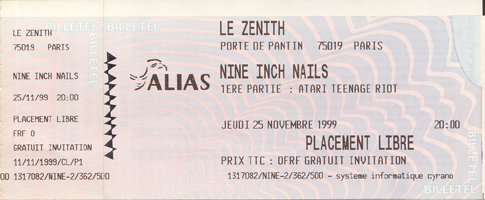 BILLETEL BILLETEL
LE ZENITH
75019 PARIS
NINE INCH NAILS
25/11/99 20:00
PLACEMENT LIBRE
FRF 0
GRATUIT INVITATION
11/11/1999/CL/P1
1317082/NINE-2/362/500
BILLETEL
ALIAS
LE ZENITH
PORTE DE PANTIN 75019 PARIS
NINE INCH NAILS
1ERE PARTIE : ATARI TEENAGE RIOT
JEUDI 25 NOVEMBRE 1999 20:00
PLACEMENT LIBRE
PRIX TTC : 0FRF GRATUIT INVITATION
1317082/NINE-2/362/500 - systeme informatique cyrano
BILLETEL
BILLETEL